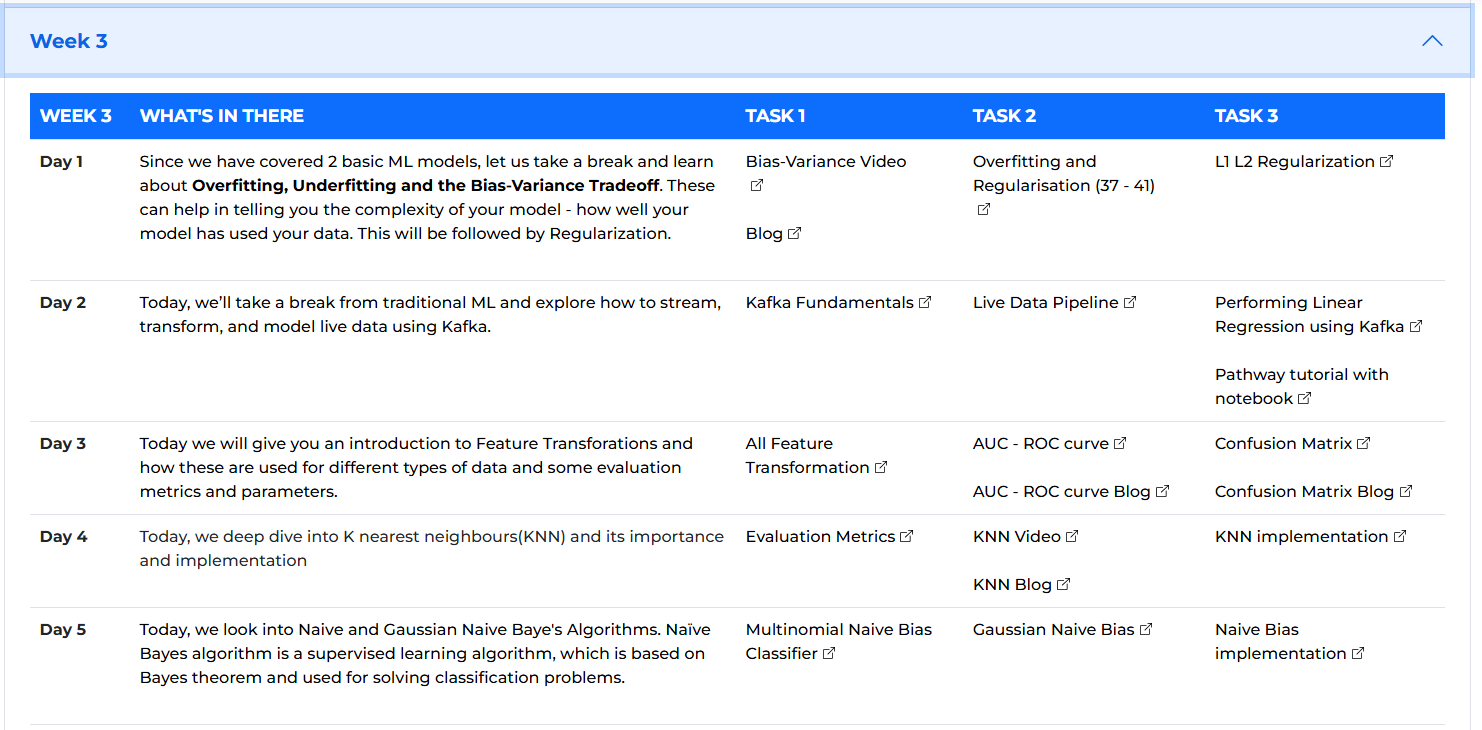 Week 3
WEEK 3 WHAT'S IN THERE TASK 1 TASK 2 TASK 3
Day 1
Since we have covered 2 basic ML models, let us take a break and learn
about Overfitting, Underfitting and the Bias-Variance Tradeoff. These
can help in telling you the complexity of your model - how well your
model has used your data. This will be followed by Regularization.
Bias-Variance Video
Blog
Overfitting and
Regularisation (37 - 41)
L1 L2 Regularization
Day 2
Today, we’ll take a break from traditional ML and explore how to stream,
transform, and model live data using Kafka.
Kafka Fundamentals
Live Data Pipeline
Performing Linear
Regression using Kafka
Pathway tutorial with
notebook
Day 3
Today we will give you an introduction to Feature Transforations and
how these are used for different types of data and some evaluation
metrics and parameters.
All Feature
Transformation
AUC - ROC curve
AUC - ROC curve Blog
Confusion Matrix
Confusion Matrix Blog
Day 4
Today, we deep dive into K nearest neighbours(KNN) and its importance
and implementation
Evaluation Metrics
KNN Video
KNN Blog
KNN implementation
Day 5
Today, we look into Naive and Gaussian Naive Baye's Algorithms. Naïve
Bayes algorithm is a supervised learning algorithm, which is based on
Bayes theorem and used for solving classification problems.
Multinomial Naive Bias
Classifier
Gaussian Naive Bias
Naive Bias
implementation